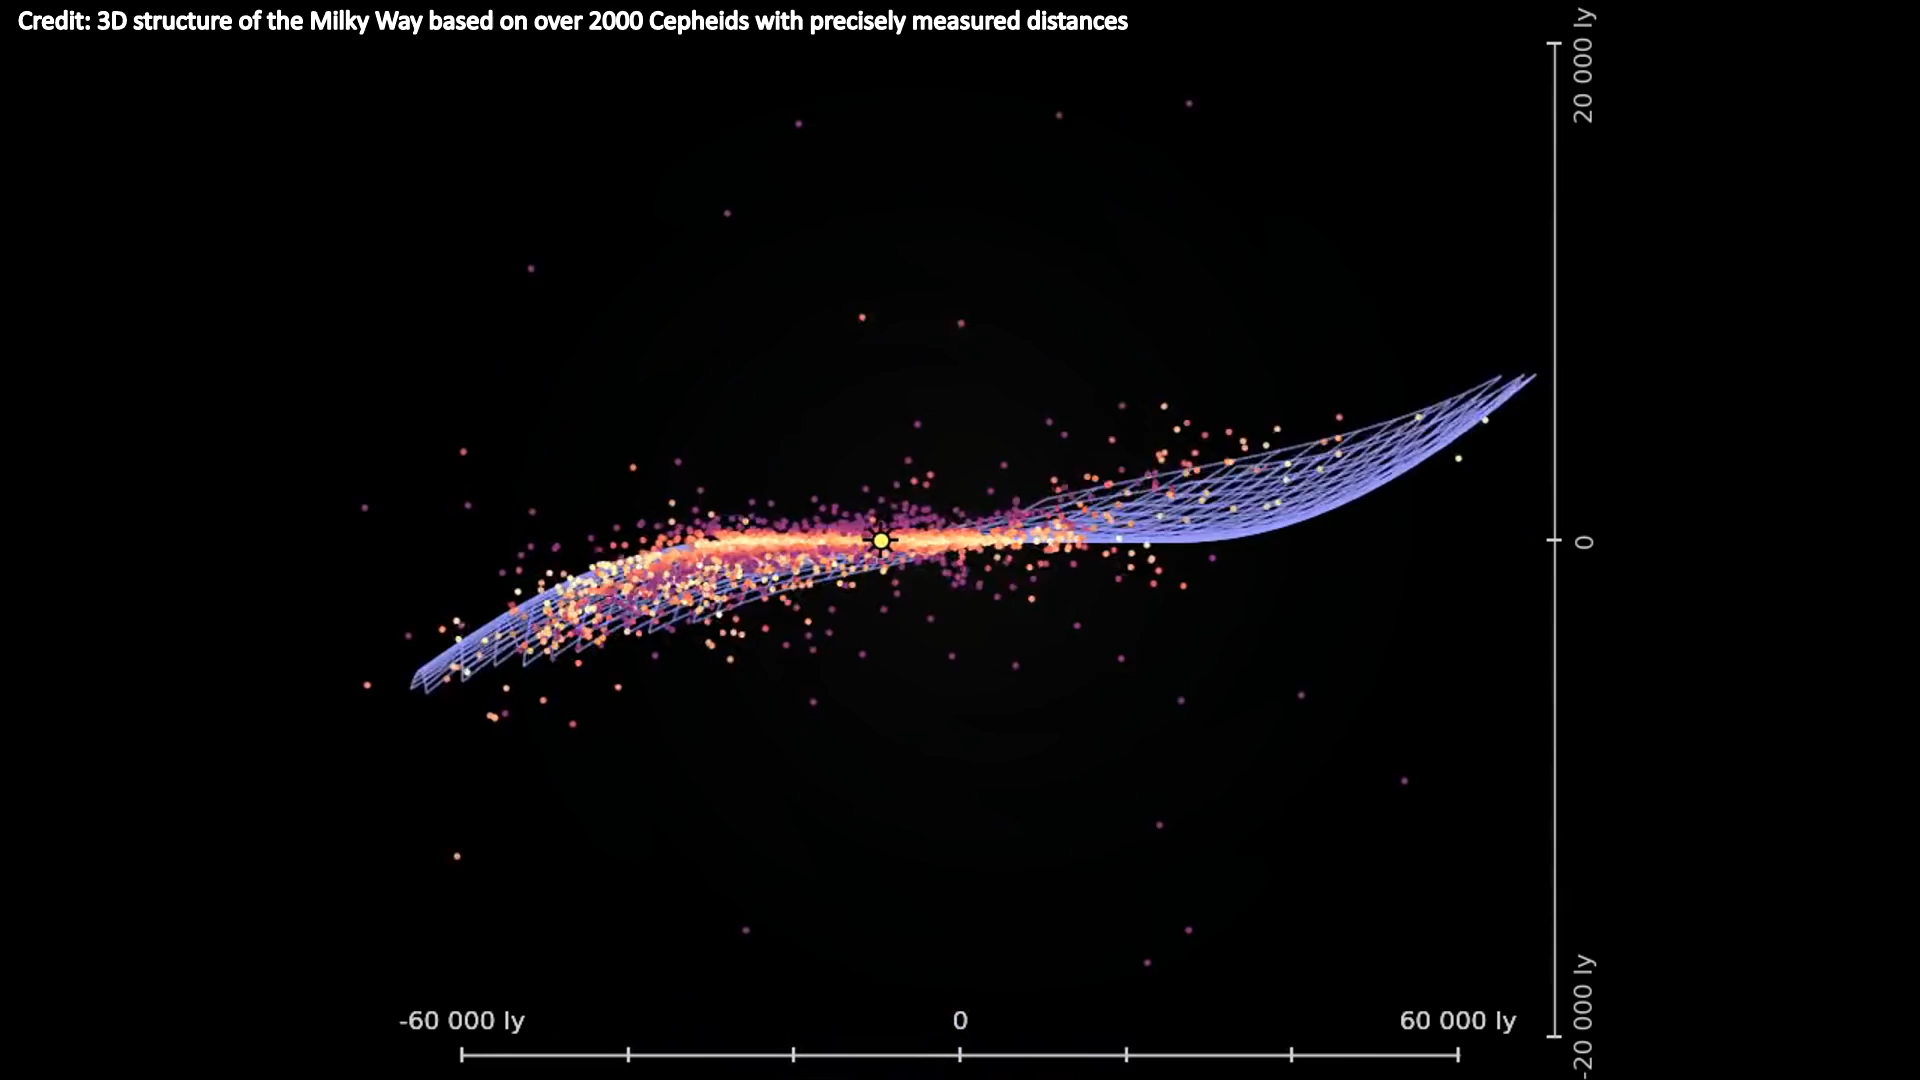 Credit: 3D structure of the Milky Way based on over 2000 Cepheids with precisely measured distances
20 000 ly
0
-20 000 ly
-60 000 ly
0
60 000 ly